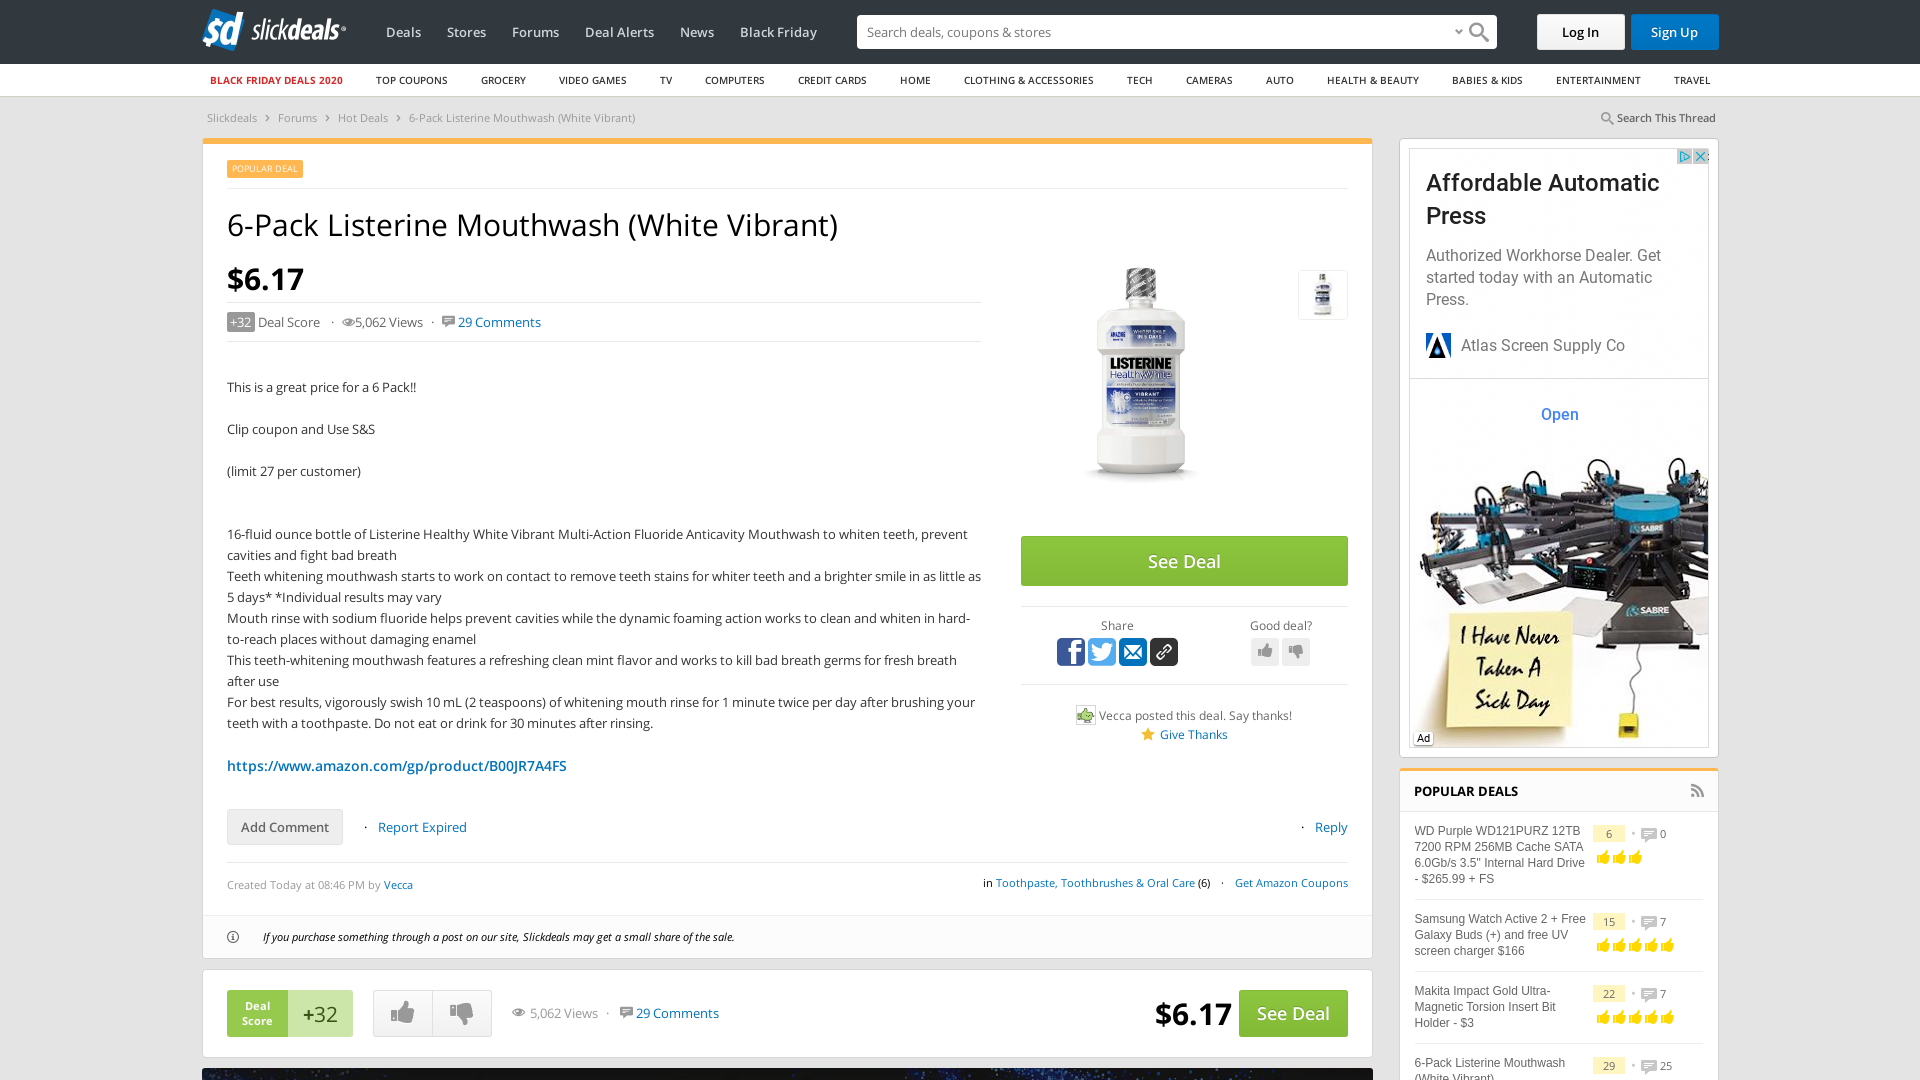 sd slickdeals
Deals
Stores
Forums
Deal Alerts
News
Black Friday
Search deals, coupons & stores
Log In
Sign Up
BLACK FRIDAY DEALS 2020
TOP COUPONS
GROCERY
VIDEO GAMES
TV
COMPUTERS
CREDIT CARDS
HOME
CLOTHING & ACCESSORIES
TECH
CAMERAS
AUTO
HEALTH & BEAUTY
BABIES & KIDS
ENTERTAINMENT
TRAVEL
Slickdeals > Forums > Hot Deals > 6-Pack Listerine Mouthwash (White Vibrant)
Search This Thread
POPULAR DEAL
6-Pack Listerine Mouthwash (White Vibrant)
$6.17
+32 Deal Score · 5,062 Views · 29 Comments
This is a great price for a 6 Pack!!
Clip coupon and Use S&S
(limit 27 per customer)
16-fluid ounce bottle of Listerine Healthy White Vibrant Multi-Action Fluoride Anticavity Mouthwash to whiten teeth, prevent
cavities and fight bad breath
Teeth whitening mouthwash starts to work on contact to remove teeth stains for whiter teeth and a brighter smile in as little as
5 days* *Individual results may vary
Mouth rinse with sodium fluoride helps prevent cavities while the dynamic foaming action works to clean and whiten in hard-
to-reach places without damaging enamel
This teeth-whitening mouthwash features a refreshing clean mint flavor and works to kill bad breath germs for fresh breath
after use
For best results, vigorously swish 10 mL (2 teaspoons) of whitening mouth rinse for 1 minute twice per day after brushing your
teeth with a toothpaste. Do not eat or drink for 30 minutes after rinsing.
https://www.amazon.com/gp/product/B00JR7A4FS
WHITER SMILE
IN 5 DAYS
LISTERINE
HealthyWhite
VIBRANT
See Deal
Share
Good deal?
Vecca posted this deal. Say thanks!
Give Thanks
Add Comment
· Report Expired
· Reply
Created Today at 08:46 PM by Vecca
in Toothpaste, Toothbrushes & Oral Care (6) · Get Amazon Coupons
If you purchase something through a post on our site, Slickdeals may get a small share of the sale.
Deal
Score
+32
5,062 Views · 29 Comments
$6.17
See Deal
Affordable Automatic
Press
Authorized Workhorse Dealer. Get
started today with an Automatic
Press.
Atlas Screen Supply Co
Open
SABRE
SABRE
I Have Never
Taken A
Sick Day
Ad
POPULAR DEALS
WD Purple WD121PURZ 12TB
7200 RPM 256MB Cache SATA
6.0Gb/s 3.5" Internal Hard Drive
- $265.99 + FS
6 • 0
Samsung Watch Active 2 + Free
Galaxy Buds (+) and free UV
screen charger $166
15 • 7
Makita Impact Gold Ultra-
Magnetic Torsion Insert Bit
Holder - $3
22 • 7
6-Pack Listerine Mouthwash
(White Vibrant)
29 • 25